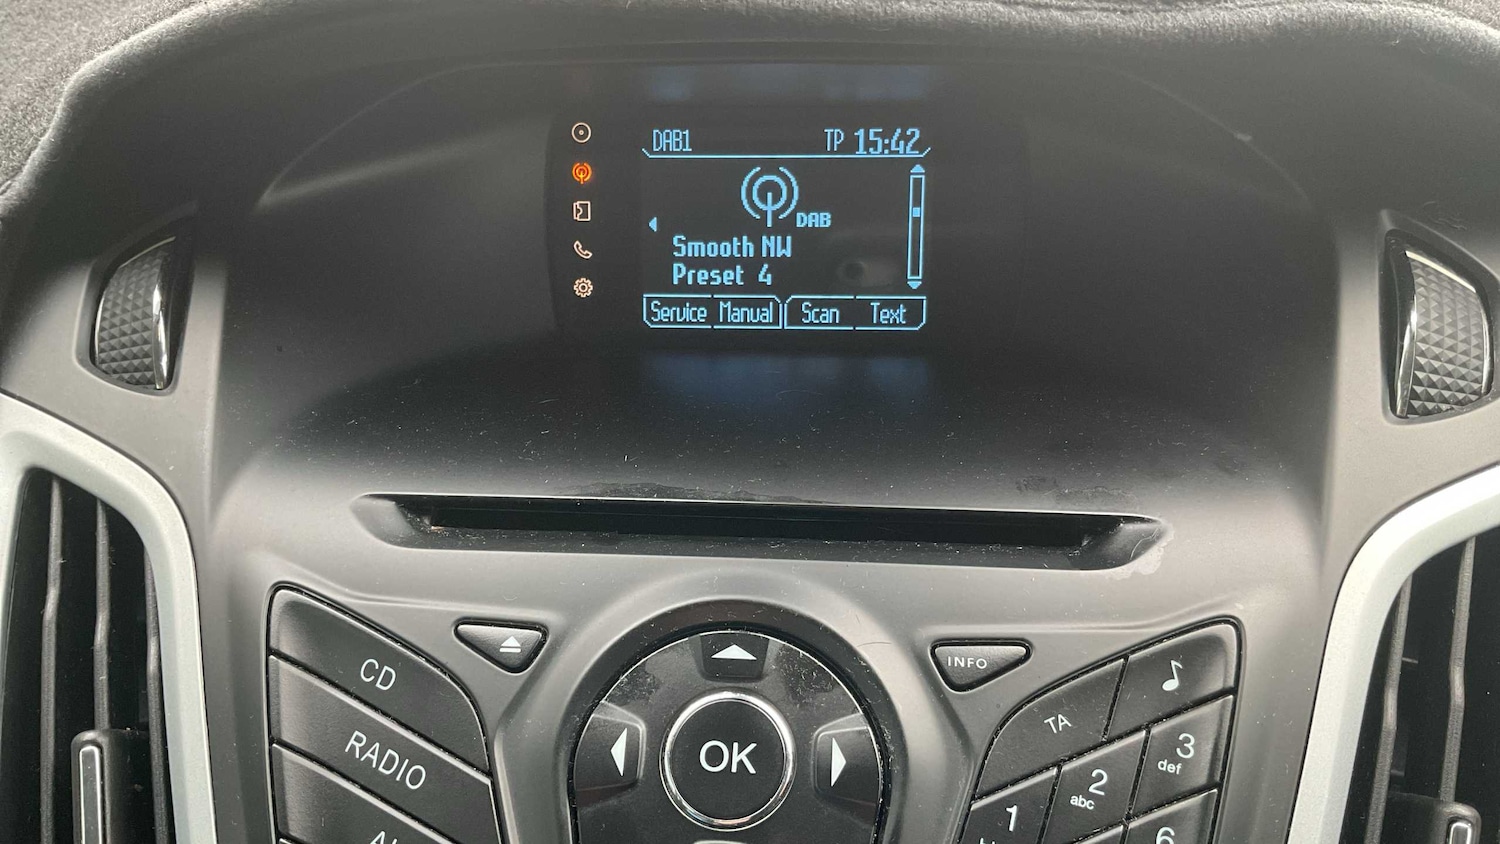 DAB1 TP 15:42
DAB
Smooth NW
Preset 4
Service Manual Scan Text
CD
INFO
RADIO
TA
OK
3
def
2
abc
1
6